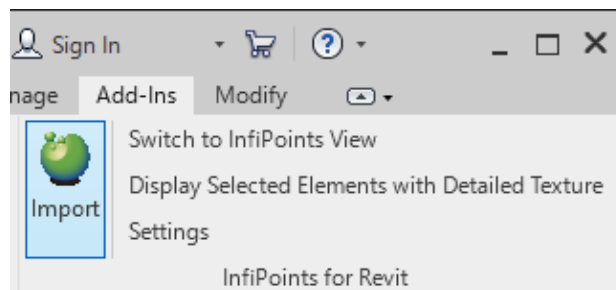 Sign In
nage Add-Ins Modify
Import
Switch to InfiPoints View
Display Selected Elements with Detailed Texture
Settings
InfiPoints for Revit